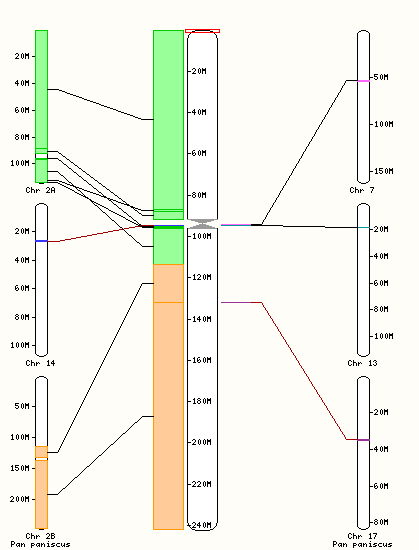 20M
40M
60M
80M
100M
Chr 2A
20M
40M
60M
80M
100M
Chr 14
50M
100M
150M
200M
Chr 2B
Pan paniscus
20M
40M
60M
80M
100M
120M
140M
160M
180M
200M
220M
240M
50M
100M
150M
Chr 7
20M
40M
60M
80M
100M
Chr 13
20M
40M
60M
80M
Chr 17
Pan paniscus